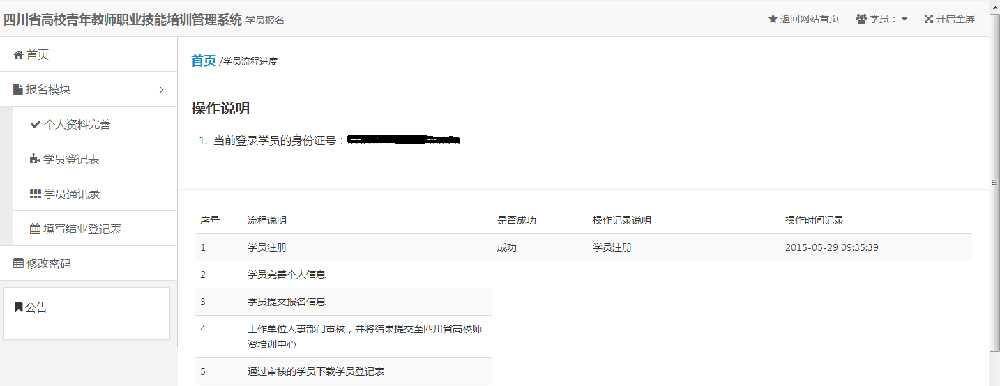 四川省高校青年教师职业技能培训管理系统 学员报名
返回网站首页 学员： 开启全屏
首页
报名模块
个人资料完善
学员登记表
学员通讯录
填写结业登记表
修改密码
公告
首页 /学员流程进度
操作说明
1. 当前登录学员的身份证号：
序号 流程说明 是否成功 操作记录说明 操作时间记录
1 学员注册 成功 学员注册 2015-05-29 09:35:39
2 学员完善个人信息
3 学员提交报名信息
4 工作单位人事部门审核，并将结果提交至四川省高校师
资培训中心
5 通过审核的学员下载学员登记表